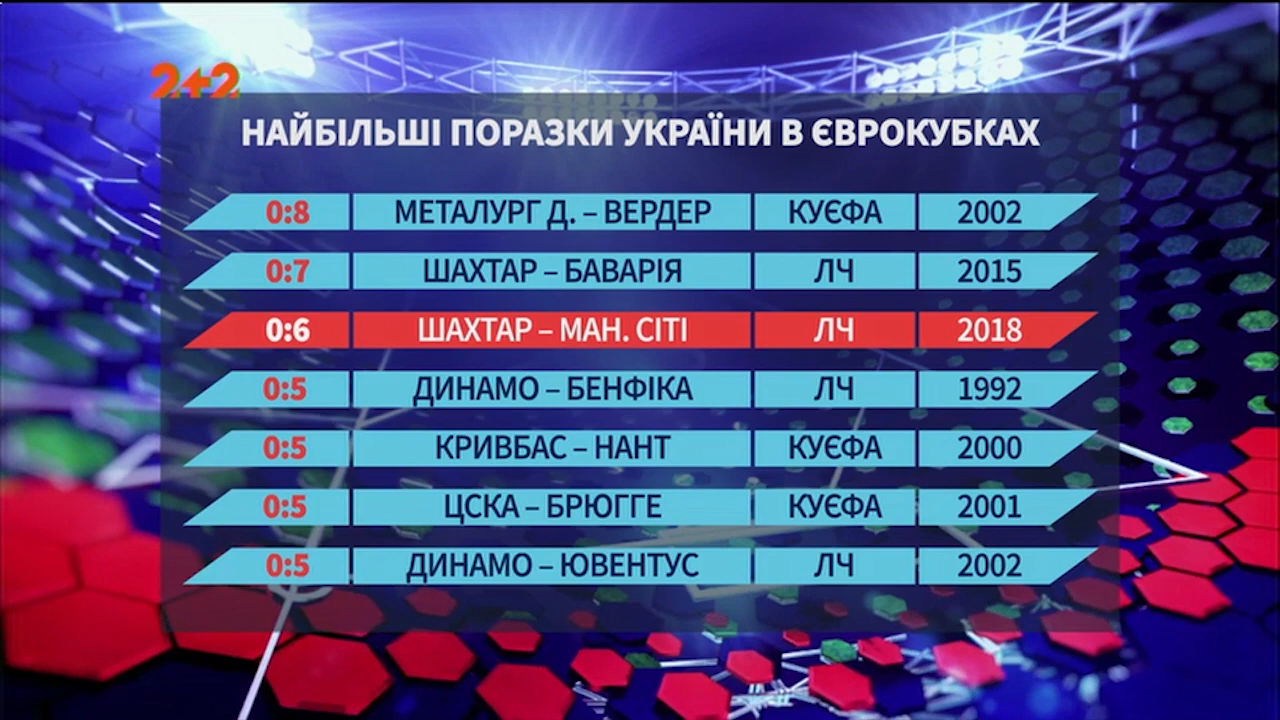 2+2
НАЙБІЛЬШІ ПОРАЗКИ УКРАЇНИ В ЄВРОКУБКАХ
0:8 МЕТАЛУРГ Д. – ВЕРДЕР КУЄФА 2002
0:7 ШАХТАР – БАВАРІЯ ЛЧ 2015
0:6 ШАХТАР – МАН. СІТІ ЛЧ 2018
0:5 ДИНАМО – БЕНФІКА ЛЧ 1992
0:5 КРИВБАС – НАНТ КУЄФА 2000
0:5 ЦСКА – БРЮГГЕ КУЄФА 2001
0:5 ДИНАМО – ЮВЕНТУС ЛЧ 2002